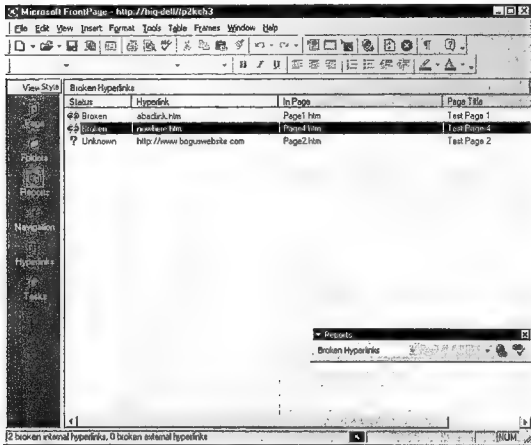 Microsoft FrontPage - http://hiq-dell/fp2kch3
File Edit View Insert Format Tools Table Frames Window Help
View Style Broken Hyperlinks
Status Hyperlink In Page Page Title
Broken abadlink.htm Page1.htm Test Page 1
Broken nowhere.htm Page4.htm Test Page 4
? Unknown http://www.boguswebsite.com Page2.htm Test Page 2
Folders
Reports
Navigation
Hyperlinks
Tasks
Reports
Broken Hyperlinks
2 broken internal hyperlinks, 0 broken external hyperlinks
NUM